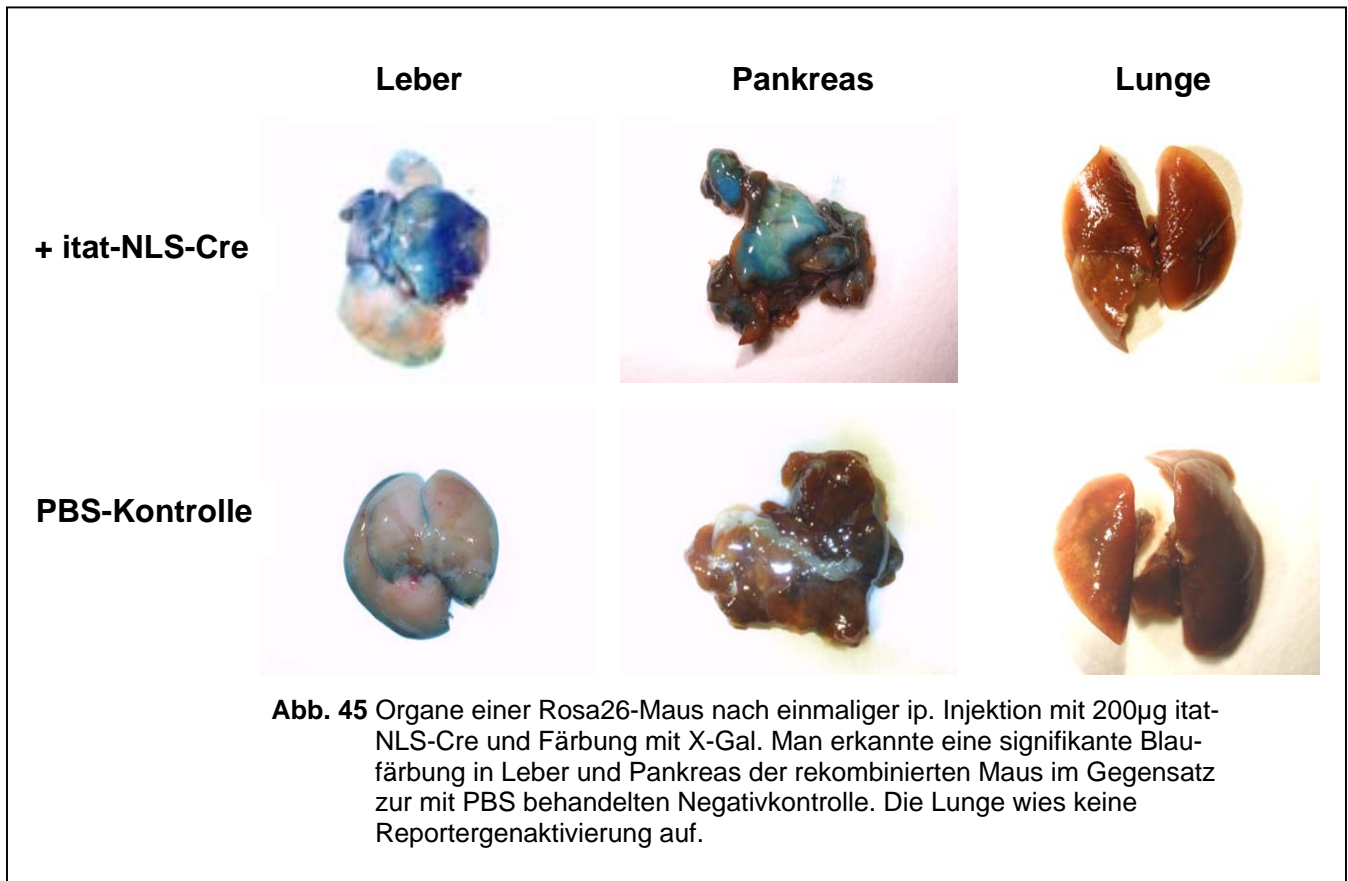 Leber Pankreas Lunge
+ itat-NLS-Cre
PBS-Kontrolle
Abb. 45 Organe einer Rosa26-Maus nach einmaliger ip. Injektion mit 200µg itat-
NLS-Cre und Färbung mit X-Gal. Man erkannte eine signifikante Blau-
färbung in Leber und Pankreas der rekombinierten Maus im Gegensatz
zur mit PBS behandelten Negativkontrolle. Die Lunge wies keine
Reportergenaktivierung auf.